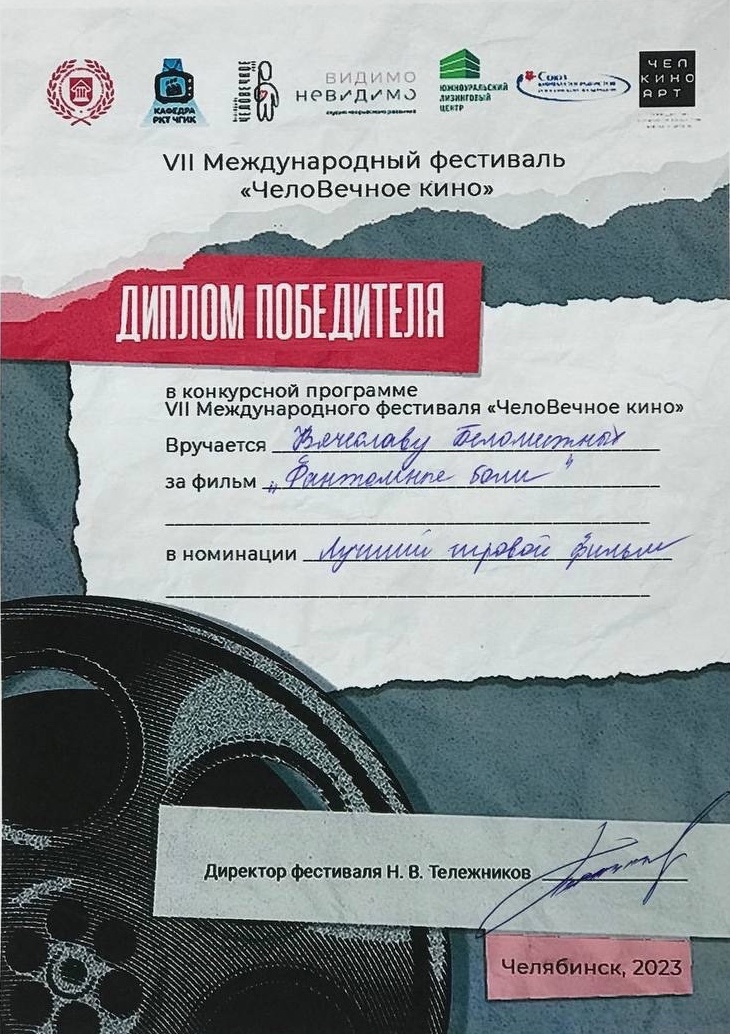 КАФЕДРА
РКТ ЧГИК
ЧЕЛОВЕЧНОЕ
ВИДИМО
НЕВИДИМО
ЮЖНОУРАЛЬСКИЙ
ЛИЗИНГОВЫЙ
ЦЕНТР
Союз
ЧЕЛ
КИНО
АРТ
VII Международный фестиваль
«ЧелоВечное кино»
ДИПЛОМ ПОБЕДИТЕЛЯ
в конкурсной программе
VII Международного фестиваля «ЧелоВечное кино»
Вручается Вячеславу
за фильм „Фантомные боли"
в номинации Лучший игровой фильм
Директор фестиваля Н. В. Тележников
Челябинск, 2023